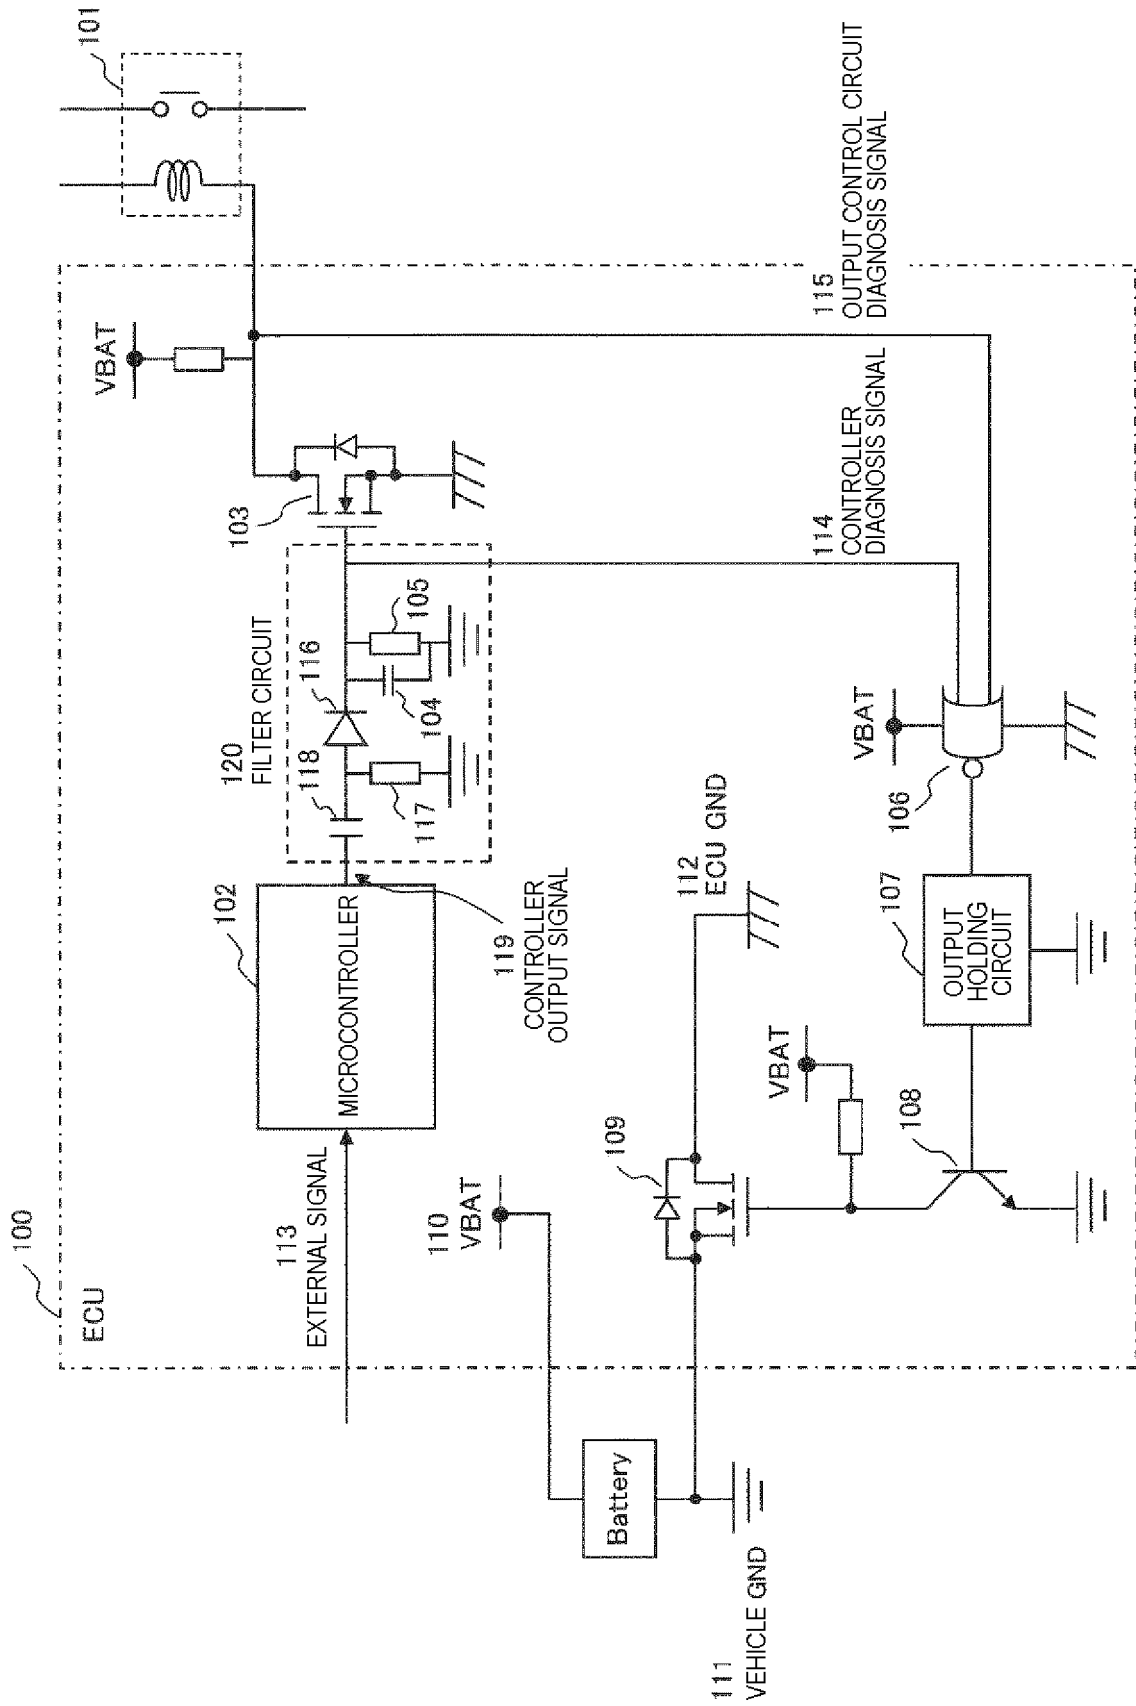 100
ECU
113
EXTERNAL SIGNAL
102
MICROCONTROLLER
119
CONTROLLER
OUTPUT SIGNAL
120
FILTER CIRCUIT
118
116
117
104
105
103
VBAT
101
110
VBAT
Battery
111
VEHICLE GND
109
112
ECU GND
VBAT
108
107
OUTPUT
HOLDING
CIRCUIT
106
VBAT
114
CONTROLLER
DIAGNOSIS SIGNAL
115
OUTPUT CONTROL CIRCUIT
DIAGNOSIS SIGNAL